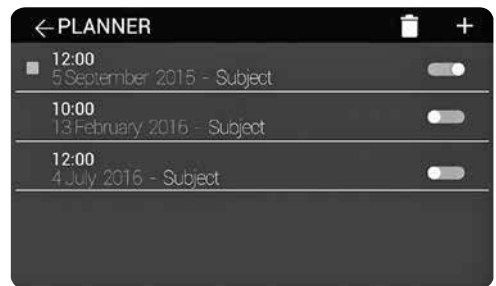 PLANNER
12:00
5 September 2015 - Subject
10:00
13 February 2016 - Subject
12:00
4 July 2016 - Subject